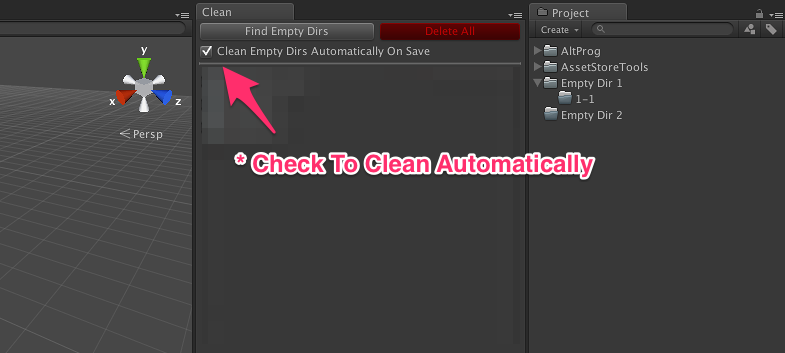 Clean
Find Empty Dirs
Delete All
Clean Empty Dirs Automatically On Save
y
x
z
Persp
* Check To Clean Automatically
Project
Create
AltProg
AssetStoreTools
Empty Dir 1
1-1
Empty Dir 2